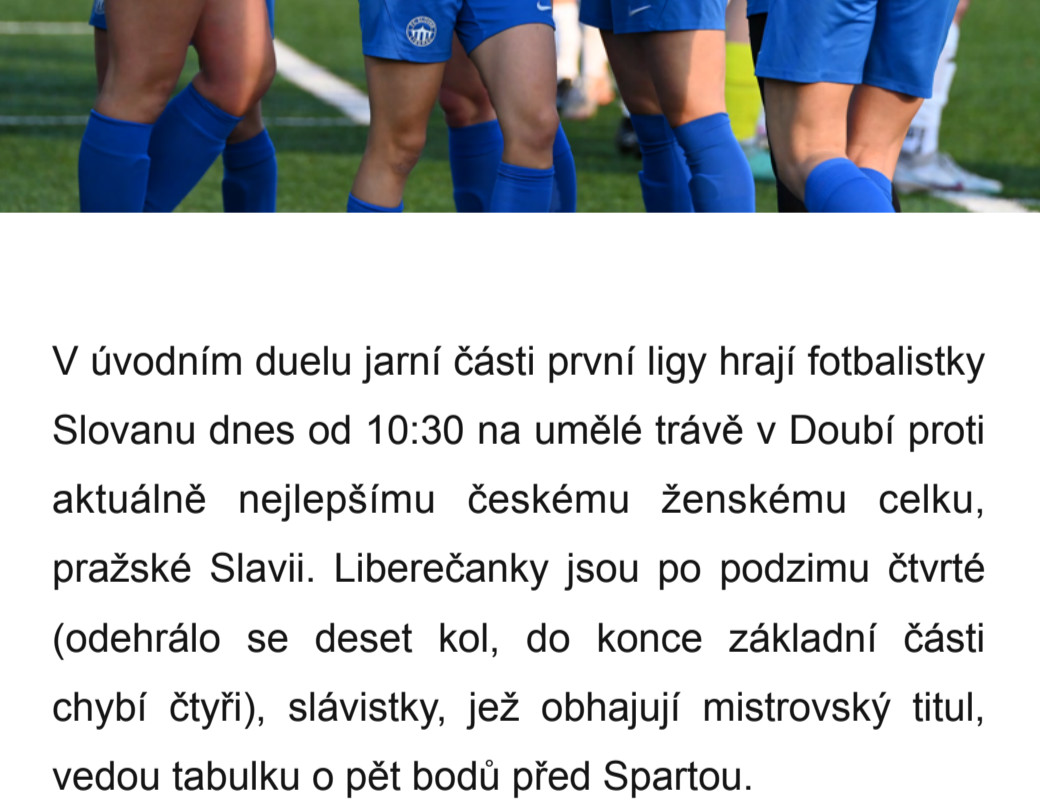 V úvodním duelu jarní části první ligy hrají fotbalistky
Slovanu dnes od 10:30 na umělé trávě v Doubí proti
aktuálně nejlepšímu českému ženskému celku,
pražské Slavii. Liberečanky jsou po podzimu čtvrté
(odehrálo se deset kol, do konce základní části
chybí čtyři), slávistky, jež obhajují mistrovský titul,
vedou tabulku o pět bodů před Spartou.